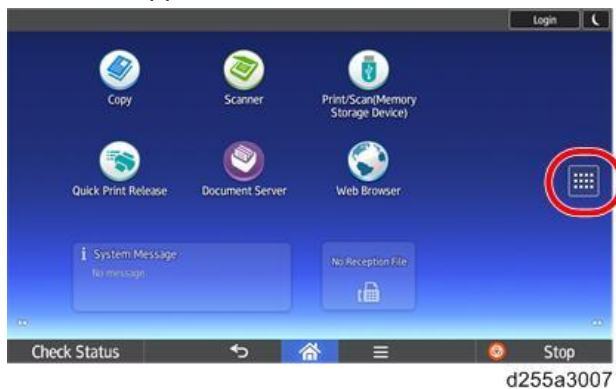 Login
Copy
Scanner
Print/Scan(Memory
Storage Device)
Quick Print Release
Document Server
Web Browser
i System Message
No message.
No Reception File
Check Status
Stop
d255a3007